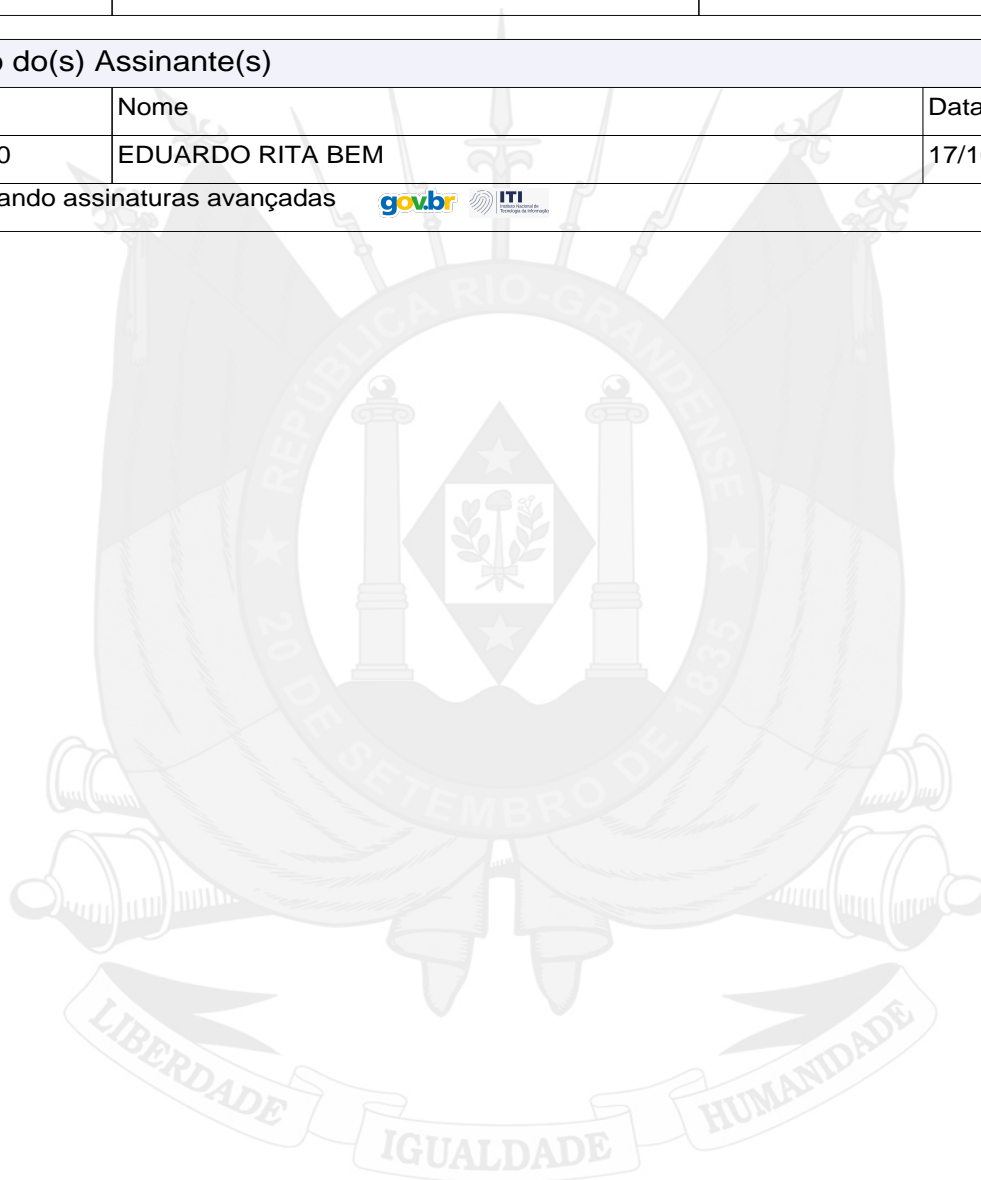 o do(s) Assinante(s)
Nome Data
0 EDUARDO RITA BEM 17/1
ando assinaturas avançadas gov.br ITI
REPÚBLICA RIO-GRANDENSE
20 DE SETEMBRO DE 1835
LIBERDADE IGUALDADE HUMANIDADE